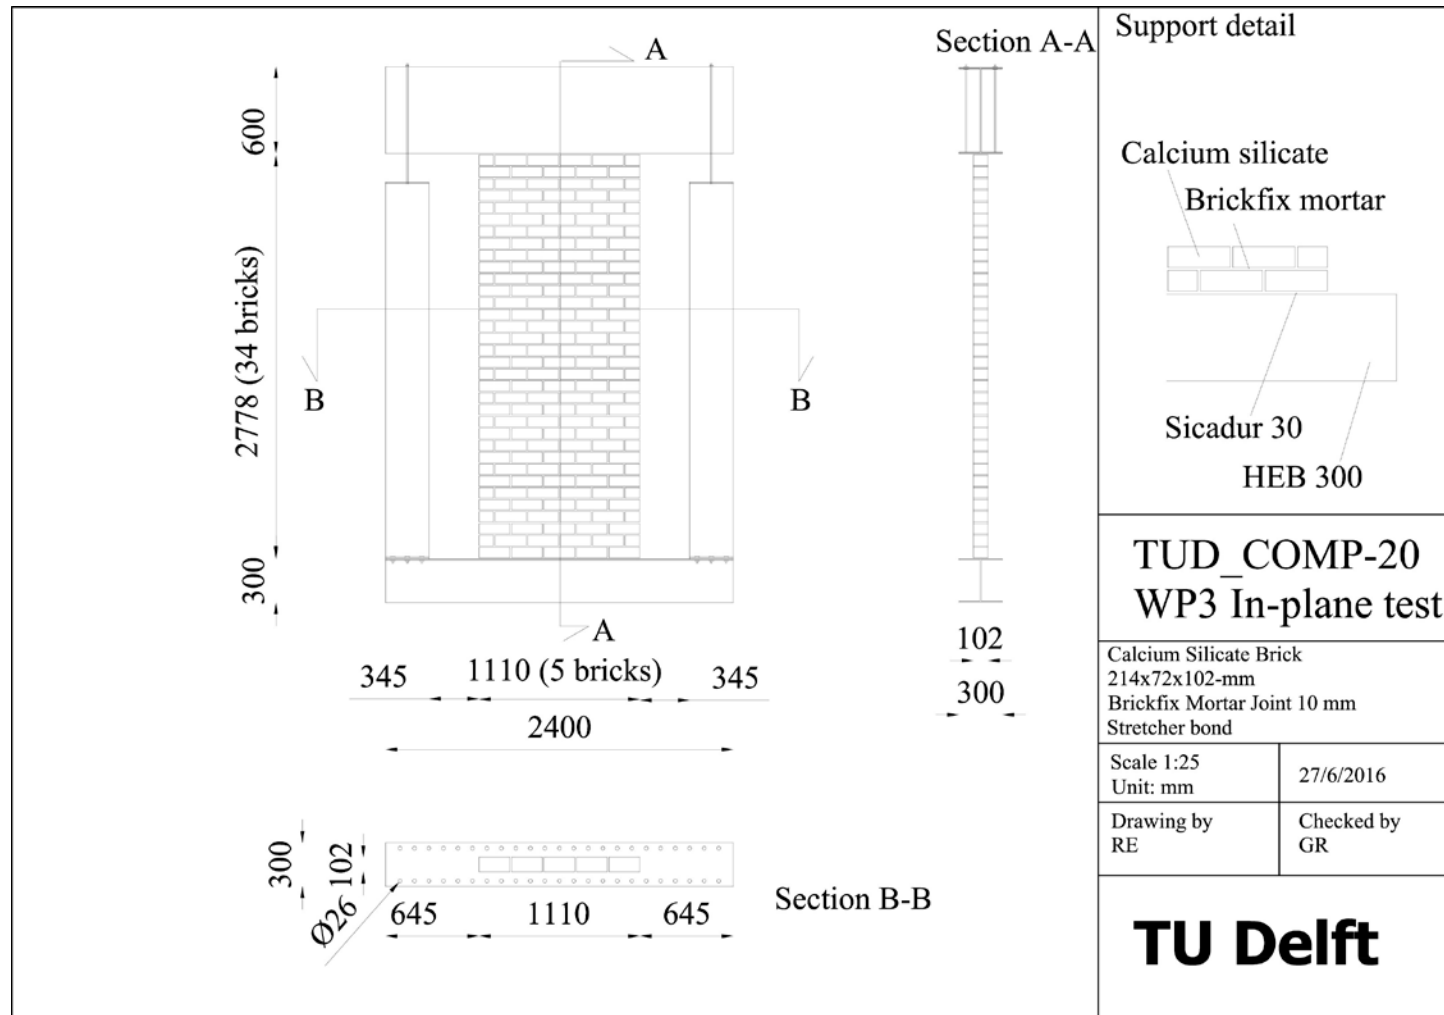 A
Section A-A
600
2778 (34 bricks)
B
B
300
A
345
1110 (5 bricks)
345
2400
102
300
300
102
Ø26
645
1110
645
Section B-B
Support detail
Calcium silicate
Brickfix mortar
Sicadur 30
HEB 300
TUD_COMP-20
WP3 In-plane test
Calcium Silicate Brick
214x72x102-mm
Brickfix Mortar Joint 10 mm
Stretcher bond
Scale 1:25
Unit: mm
27/6/2016
Drawing by
RE
Checked by
GR
TU Delft